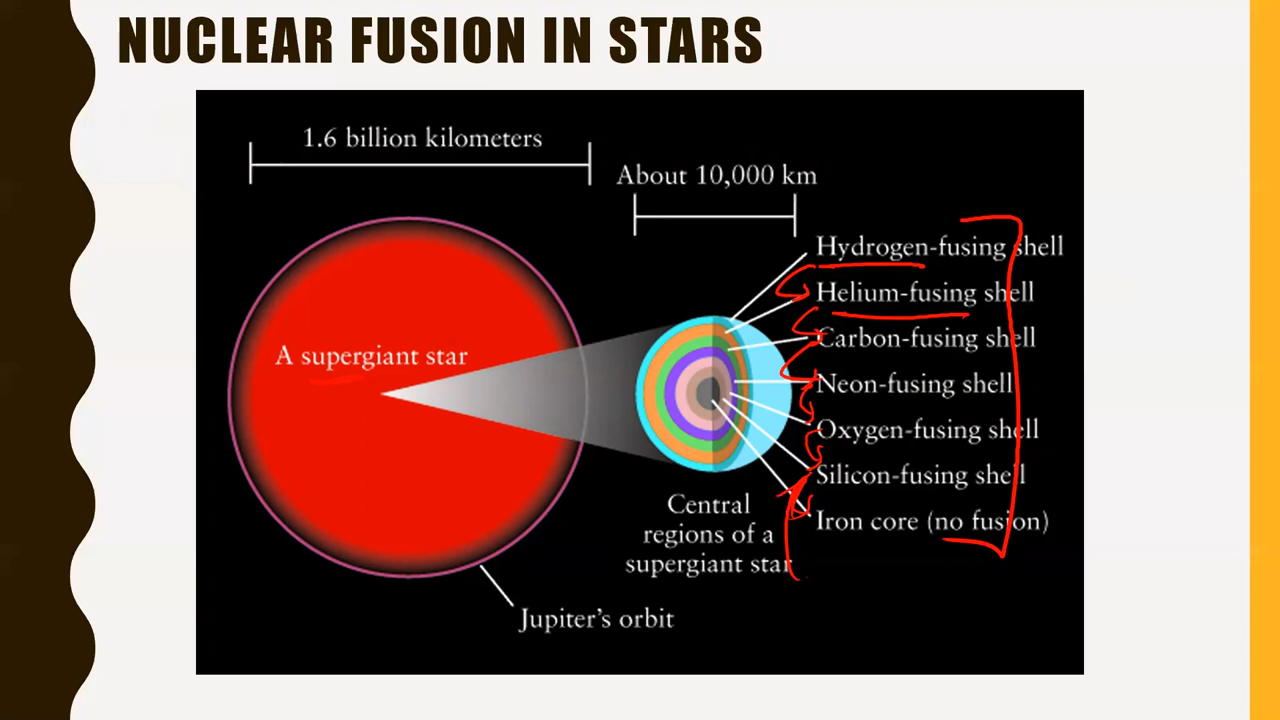 NUCLEAR FUSION IN STARS
1.6 billion kilometers
About 10,000 km
Hydrogen-fusing shell
Helium-fusing shell
Carbon-fusing shell
Neon-fusing shell
Oxygen-fusing shell
Silicon-fusing shell
Iron core (no fusion)
A supergiant star
Central
regions of a
supergiant star
Jupiter's orbit